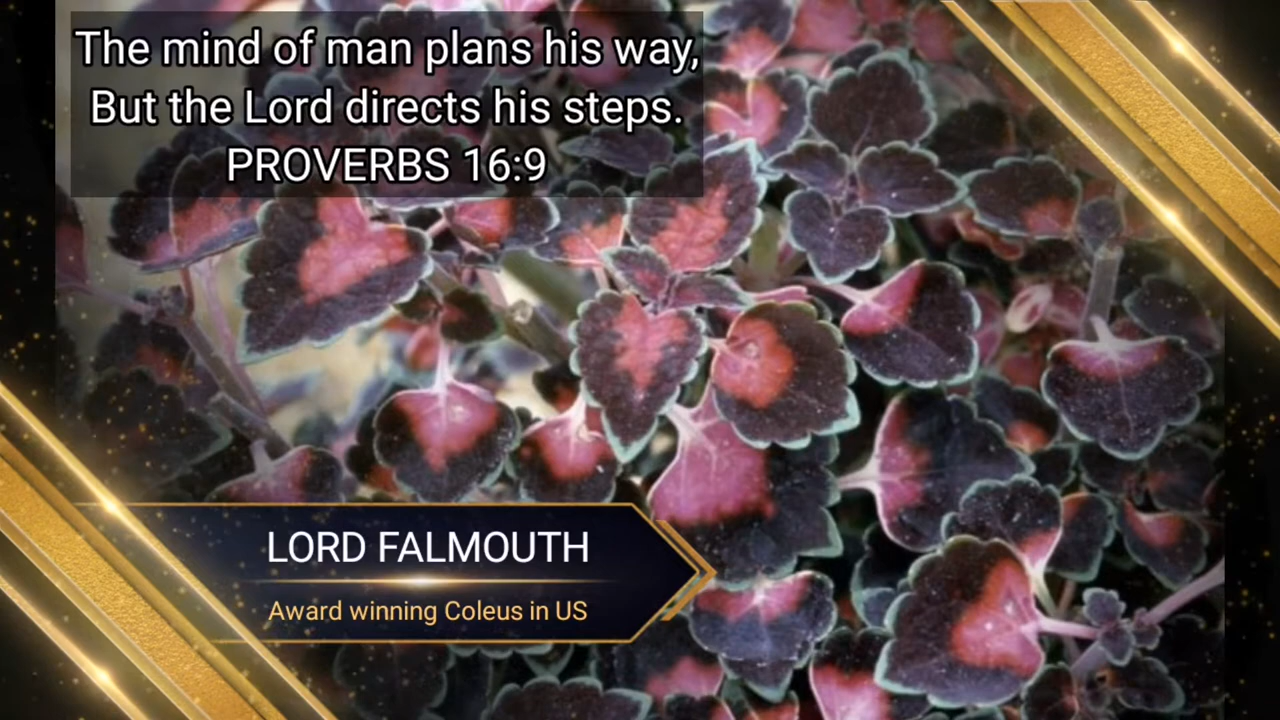 The mind of man plans his way,
But the Lord directs his steps.
PROVERBS 16:9
LORD FALMOUTH
Award winning Coleus in US